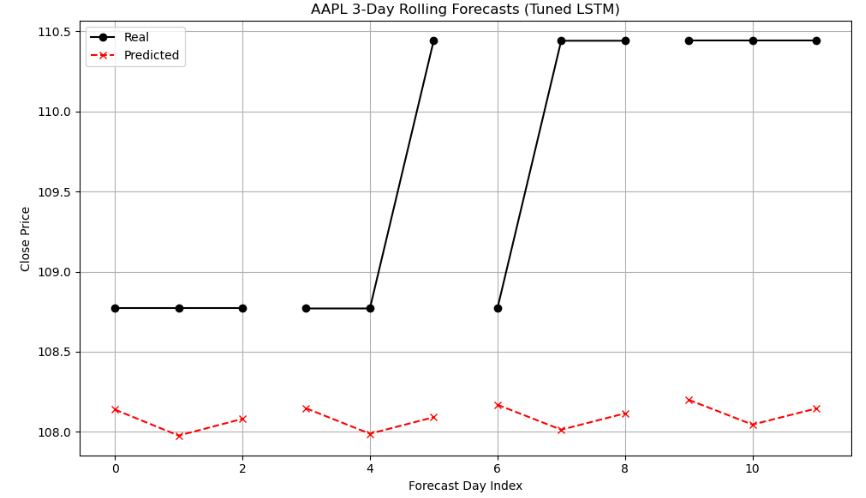 AAPL 3-Day Rolling Forecasts (Tuned LSTM)
Real
Predicted
Close Price
110.5
110.0
109.5
109.0
108.5
108.0
0
2
4
6
8
10
Forecast Day Index